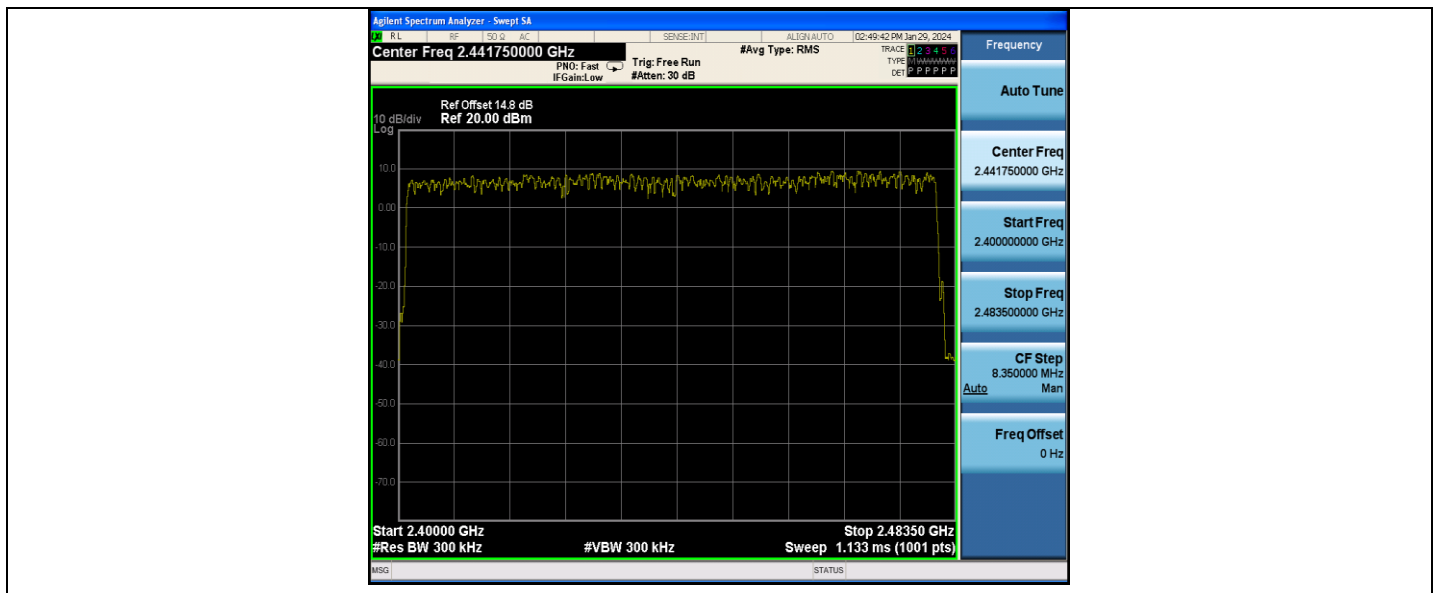 Agilent Spectrum Analyzer - Swept SA
RL RF 50 Ω AC SENSE:INT ALIGN AUTO 02:49:42 PM Jan 29, 2024
Center Freq 2.441750000 GHz
PNO: Fast
IFGain:Low
Trig: Free Run
#Atten: 30 dB
#Avg Type: RMS
TRACE 1 2 3 4 5 6
TYPE
DET P P P P P P
Ref Offset 14.8 dB
10 dB/div Ref 20.00 dBm
Log
10.0
0.00
-10.0
-20.0
-30.0
-40.0
-50.0
-60.0
-70.0
Start 2.40000 GHz Stop 2.48350 GHz
#Res BW 300 kHz #VBW 300 kHz Sweep 1.133 ms (1001 pts)
MSG STATUS
Frequency
Auto Tune
Center Freq
2.441750000 GHz
Start Freq
2.400000000 GHz
Stop Freq
2.483500000 GHz
CF Step
8.350000 MHz
Auto Man
Freq Offset
0 Hz